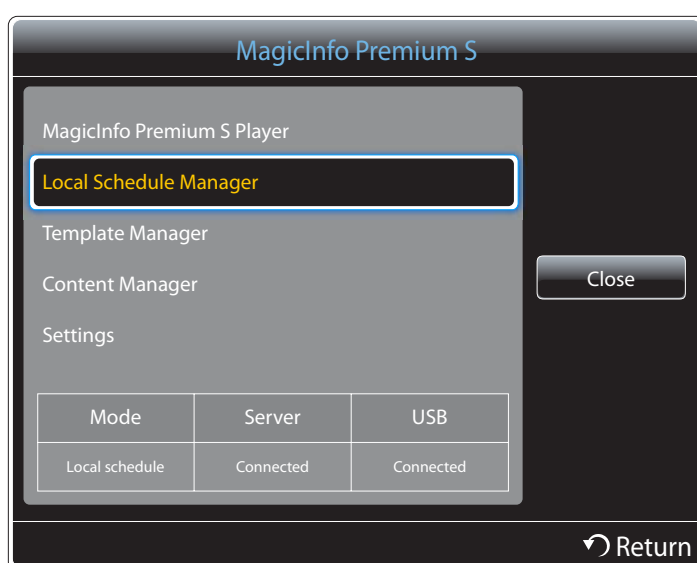 MagicInfo Premium S
MagicInfo Premium S Player
Local Schedule Manager
Template Manager
Content Manager
Settings
Close
Mode Server USB
Local schedule Connected Connected
Return